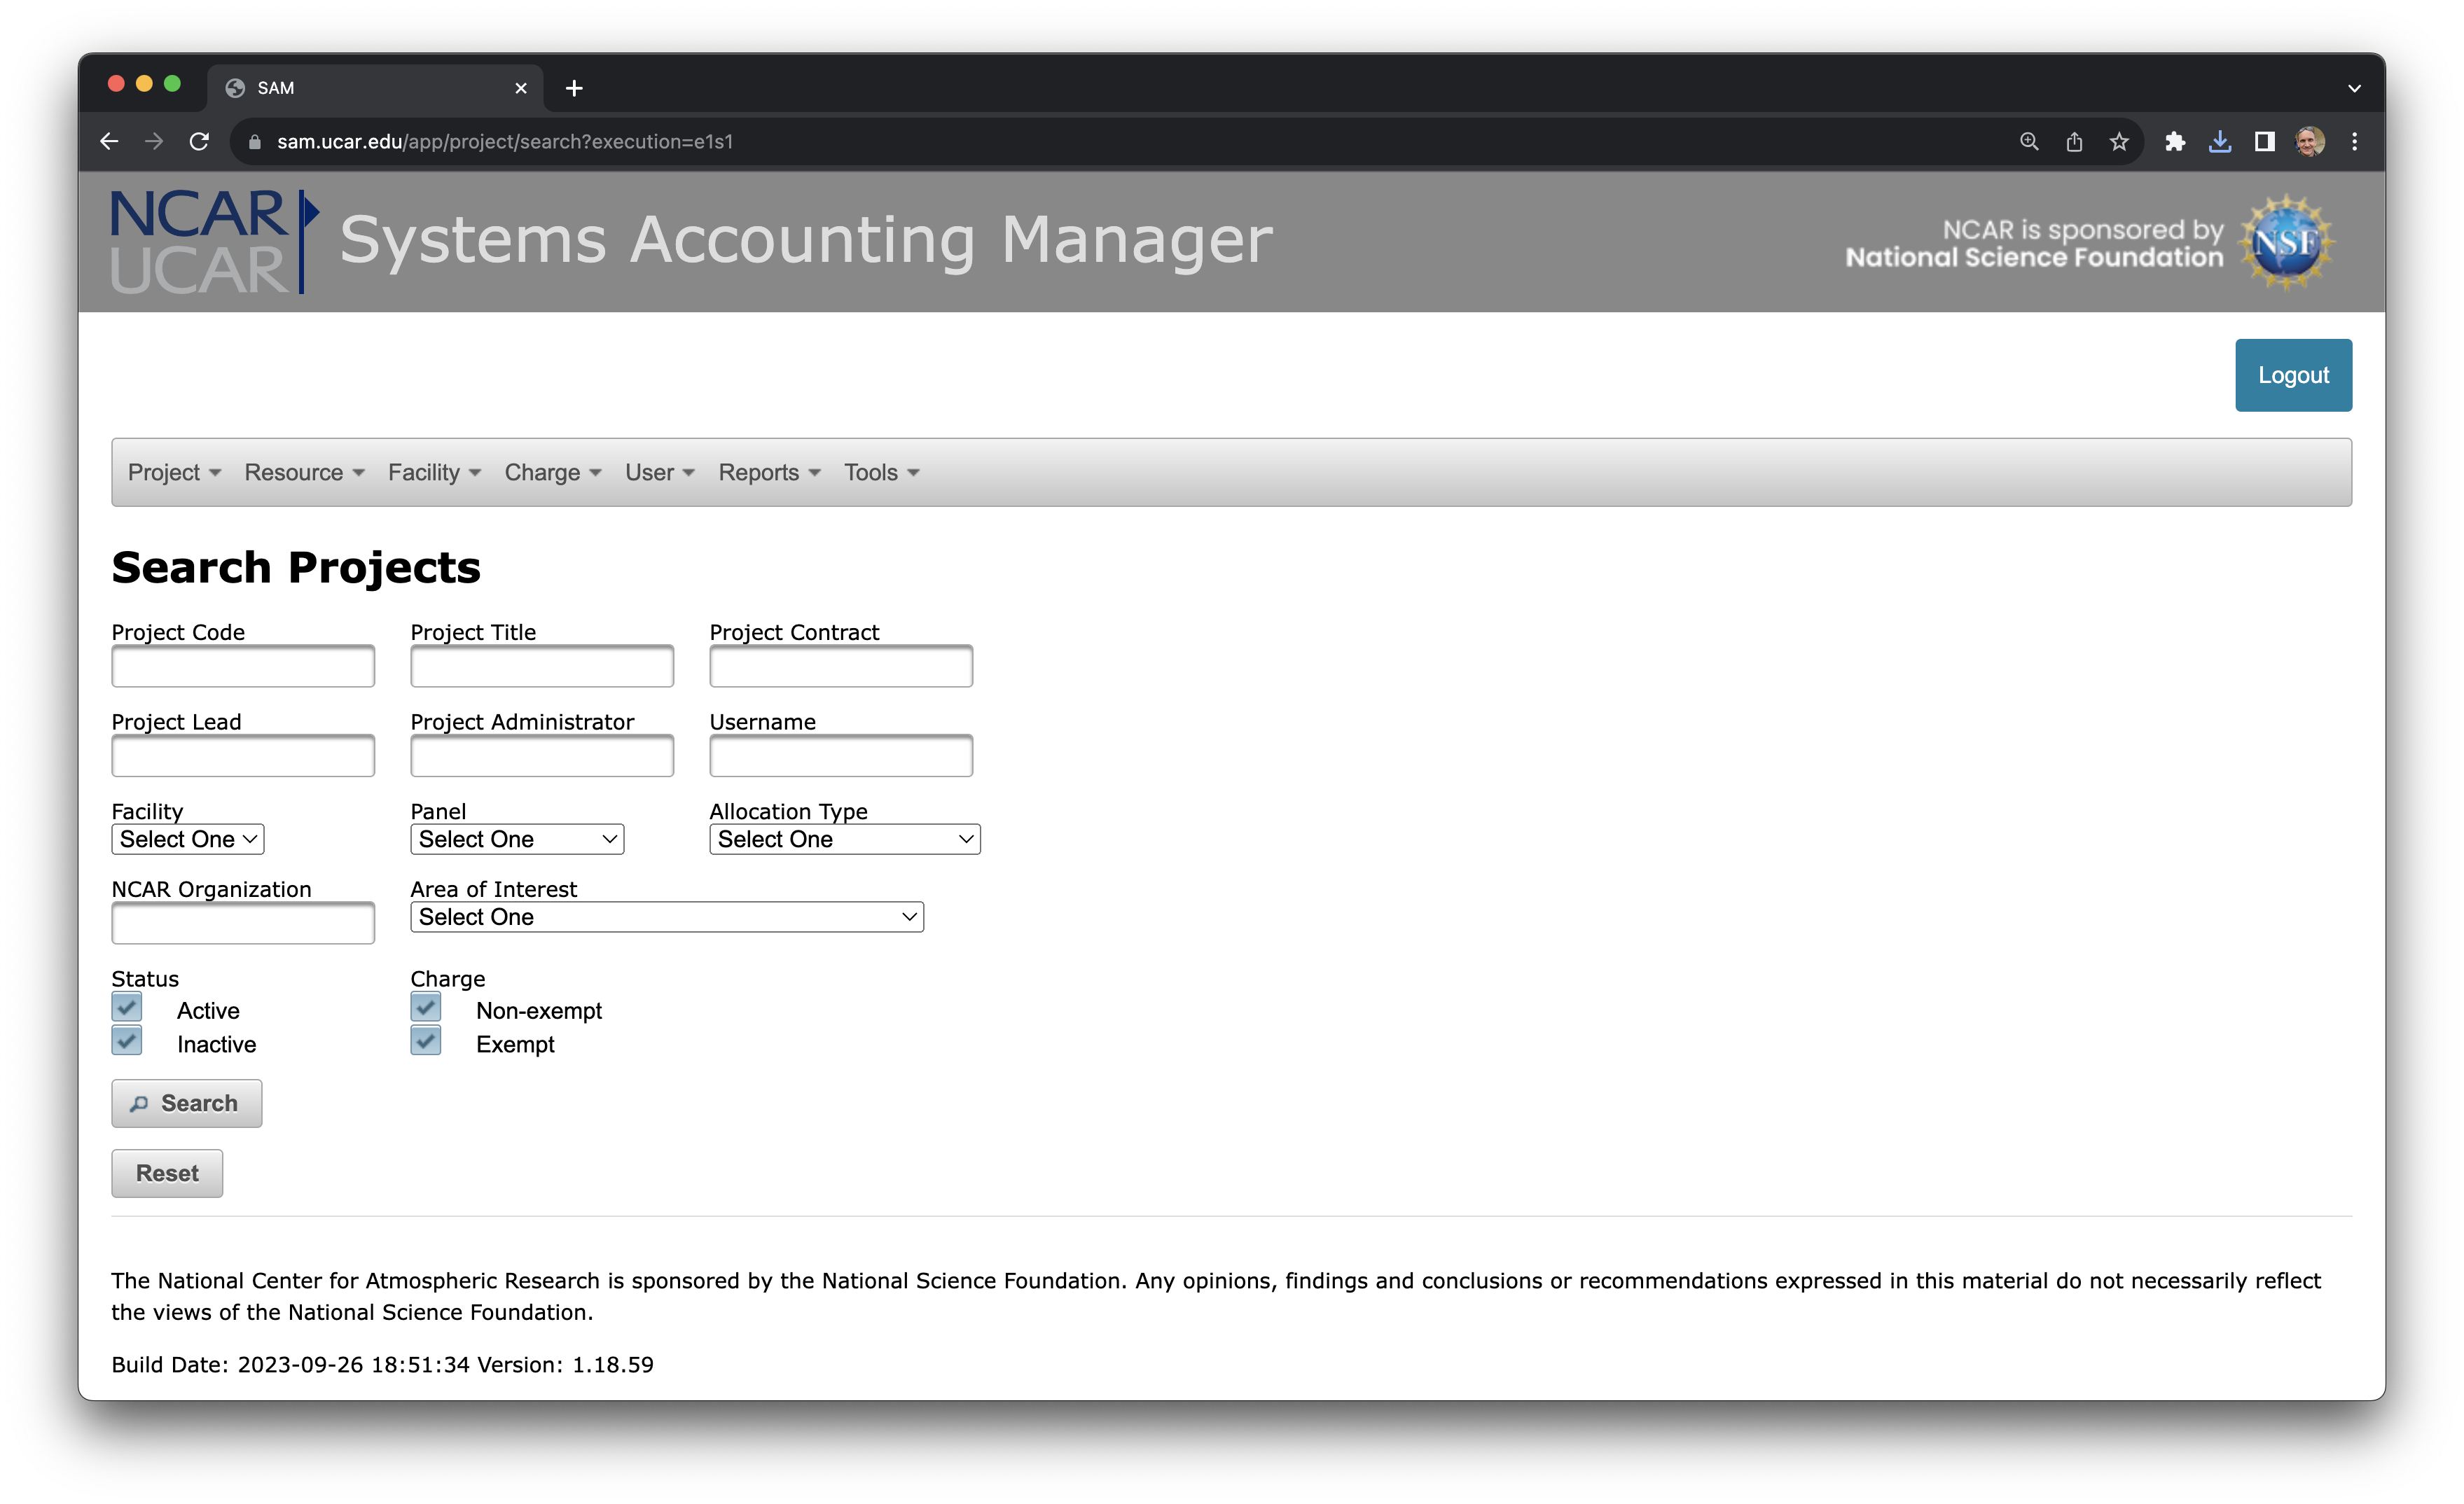 SAM
sam.ucar.edu/app/project/search?execution=e1s1
NCAR
UCAR
Systems Accounting Manager
NCAR is sponsored by
National Science Foundation
NSF
Logout
Project Resource Facility Charge User Reports Tools
Search Projects
Project Code Project Title Project Contract
Project Lead Project Administrator Username
Facility Panel Allocation Type
Select One Select One Select One
NCAR Organization Area of Interest
Select One
Status Charge
Active Non-exempt
Inactive Exempt
Search
Reset
The National Center for Atmospheric Research is sponsored by the National Science Foundation. Any opinions, findings and conclusions or recommendations expressed in this material do not necessarily reflect
the views of the National Science Foundation.
Build Date: 2023-09-26 18:51:34 Version: 1.18.59